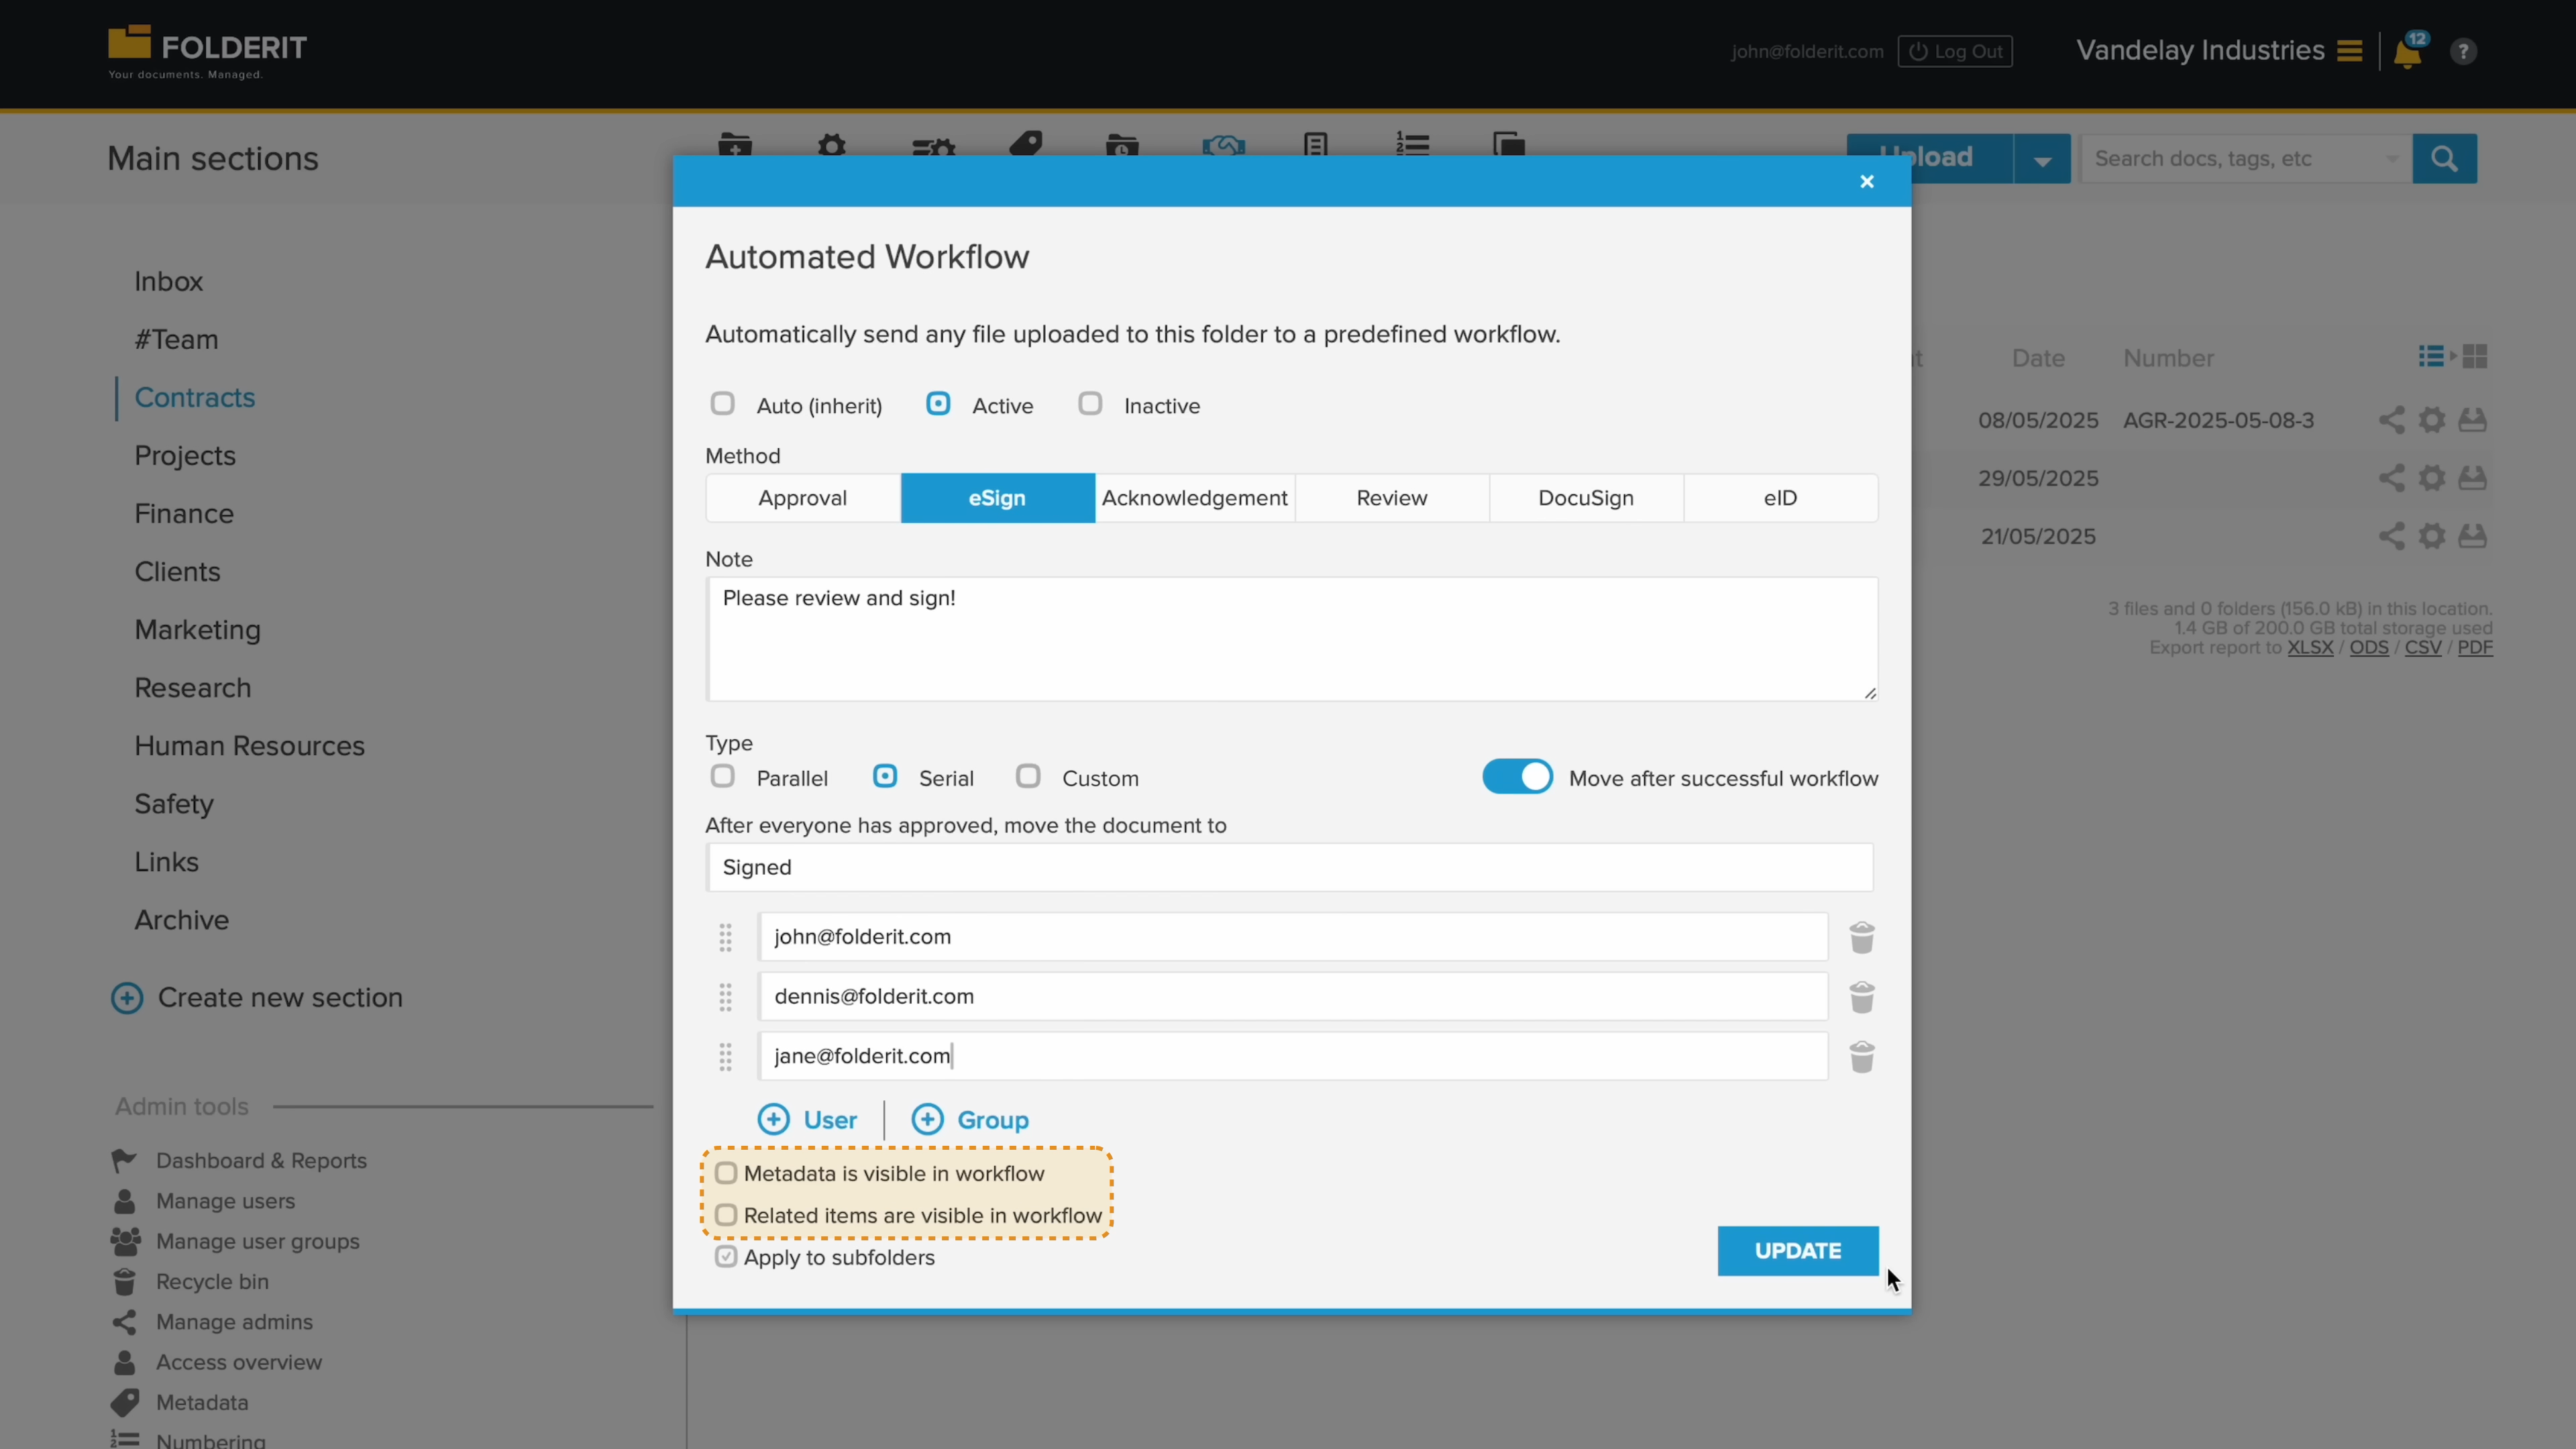 FOLDERIT
Your documents. Managed.
john@folderit.com
Log Out
Vandelay Industries
12
?
Main sections
Upload
Search docs, tags, etc
Inbox
#Team
Contracts
Projects
Finance
Clients
Marketing
Research
Human Resources
Safety
Links
Archive
Create new section
Admin tools
Dashboard & Reports
Manage users
Manage user groups
Recycle bin
Manage admins
Access overview
Metadata
Numbering
Automated Workflow
Automatically send any file uploaded to this folder to a predefined workflow.
Auto (inherit) Active Inactive
Method
Approval eSign Acknowledgement Review DocuSign eID
Note
Please review and sign!
Type
Parallel Serial Custom Move after successful workflow
After everyone has approved, move the document to
Signed
john@folderit.com
dennis@folderit.com
jane@folderit.com
User Group
Metadata is visible in workflow
Related items are visible in workflow
Apply to subfolders
UPDATE
Date Number
08/05/2025 AGR-2025-05-08-3
29/05/2025
21/05/2025
3 files and 0 folders (156.0 kB) in this location.
1.4 GB of 200.0 GB total storage used
Export report to XLSX / ODS / CSV / PDF